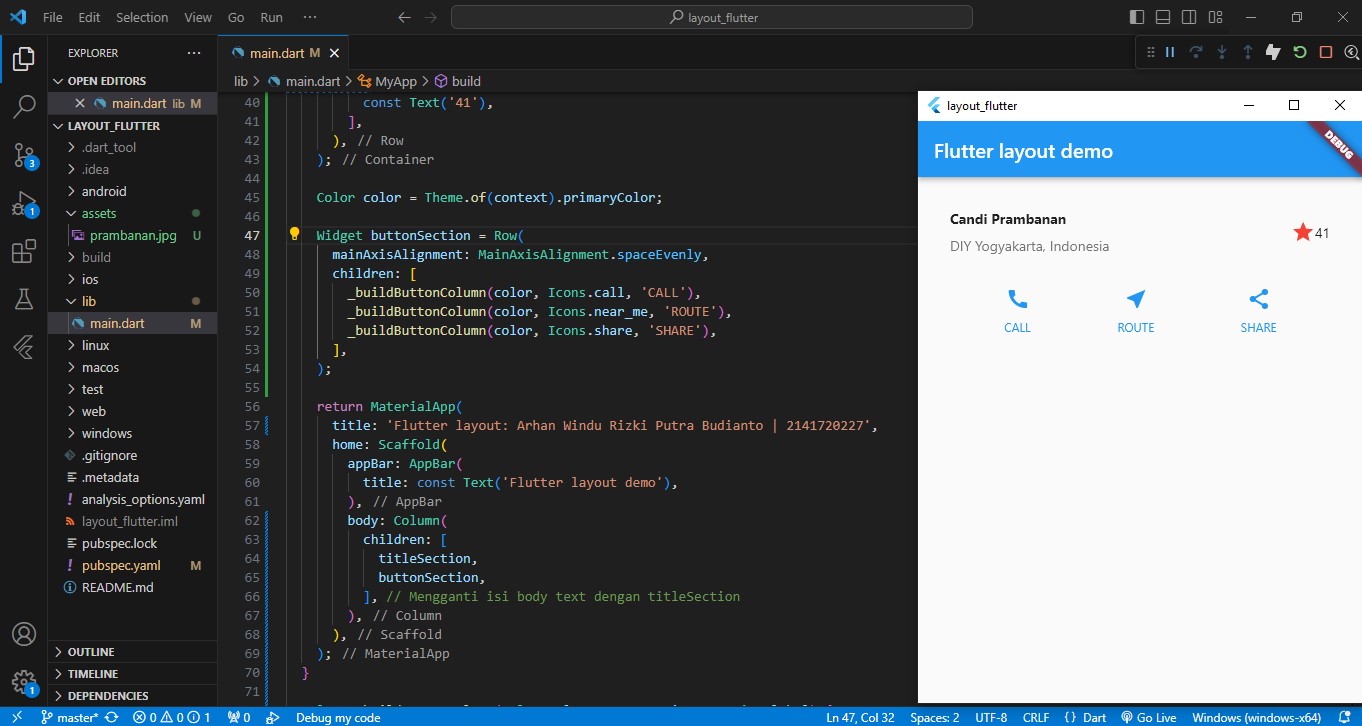 File Edit Selection View Go Run ··· layout_flutter
EXPLORER ···
OPEN EDITORS
main.dart lib M
LAYOUT_FLUTTER
.dart_tool
.idea
android
assets
prambanan.jpg U
build
ios
lib
main.dart M
linux
macos
test
web
windows
.gitignore
.metadata
analysis_options.yaml
layout_flutter.iml
pubspec.lock
pubspec.yaml M
README.md
OUTLINE
TIMELINE
DEPENDENCIES
3
1
1
main.dart M
lib > main.dart > MyApp > build
40 const Text('41'),
41 ],
42 ), // Row
43 ); // Container
44
45 Color color = Theme.of(context).primaryColor;
46
47 Widget buttonSection = Row(
48 mainAxisAlignment: MainAxisAlignment.spaceEvenly,
49 children: [
50 _buildButtonColumn(color, Icons.call, 'CALL'),
51 _buildButtonColumn(color, Icons.near_me, 'ROUTE'),
52 _buildButtonColumn(color, Icons.share, 'SHARE'),
53 ],
54 );
55
56 return MaterialApp(
57 title: 'Flutter layout: Arhan Windu Rizki Putra Budianto | 2141720227',
58 home: Scaffold(
59 appBar: AppBar(
60 title: const Text('Flutter layout demo'),
61 ), // AppBar
62 body: Column(
63 children: [
64 titleSection,
65 buttonSection,
66 ], // Mengganti isi body text dengan titleSection
67 ), // Column
68 ), // Scaffold
69 ); // MaterialApp
70 }
71
layout_flutter
Flutter layout demo
DEBUG
Candi Prambanan
DIY Yogyakarta, Indonesia
41
CALL ROUTE SHARE
master* 0 0 1 0 Debug my code Ln 47, Col 32 Spaces: 2 UTF-8 CRLF {} Dart Go Live Windows (windows-x64)